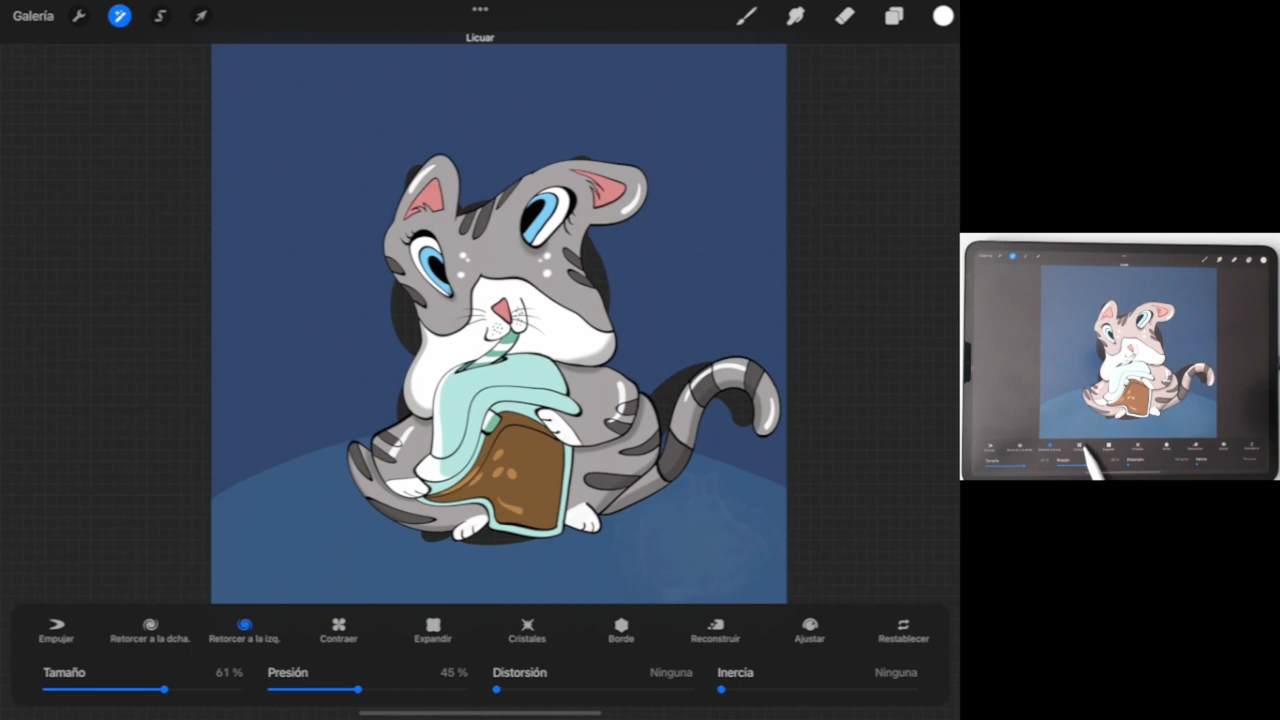 Galería
Licuar
Empujar
Retorcer a la dcha.
Retorcer a la izq.
Contraer
Expandir
Cristales
Borde
Reconstruir
Ajustar
Restablecer
Tamaño 61 %
Presión 45 %
Distorsión Ninguna
Inercia Ninguna